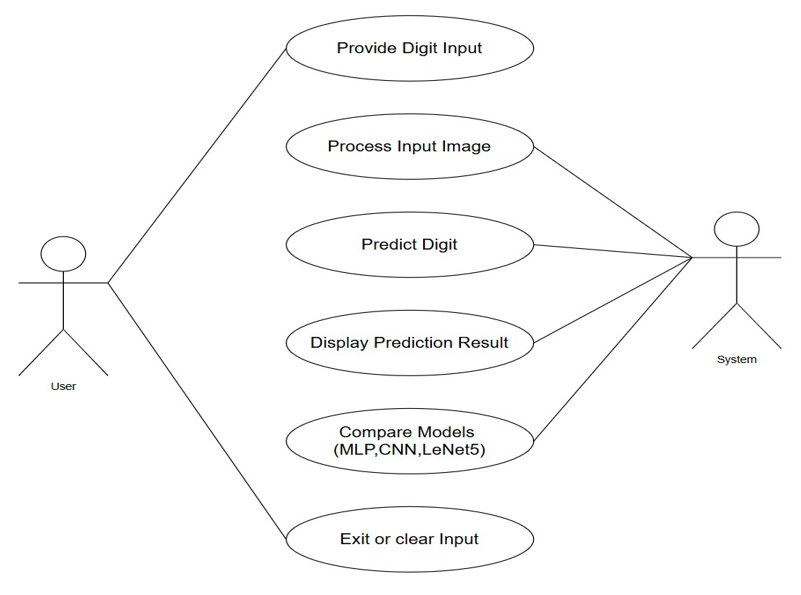 Provide Digit Input
Process Input Image
Predict Digit
Display Prediction Result
Compare Models
(MLP,CNN,LeNet5)
Exit or clear Input
User
System